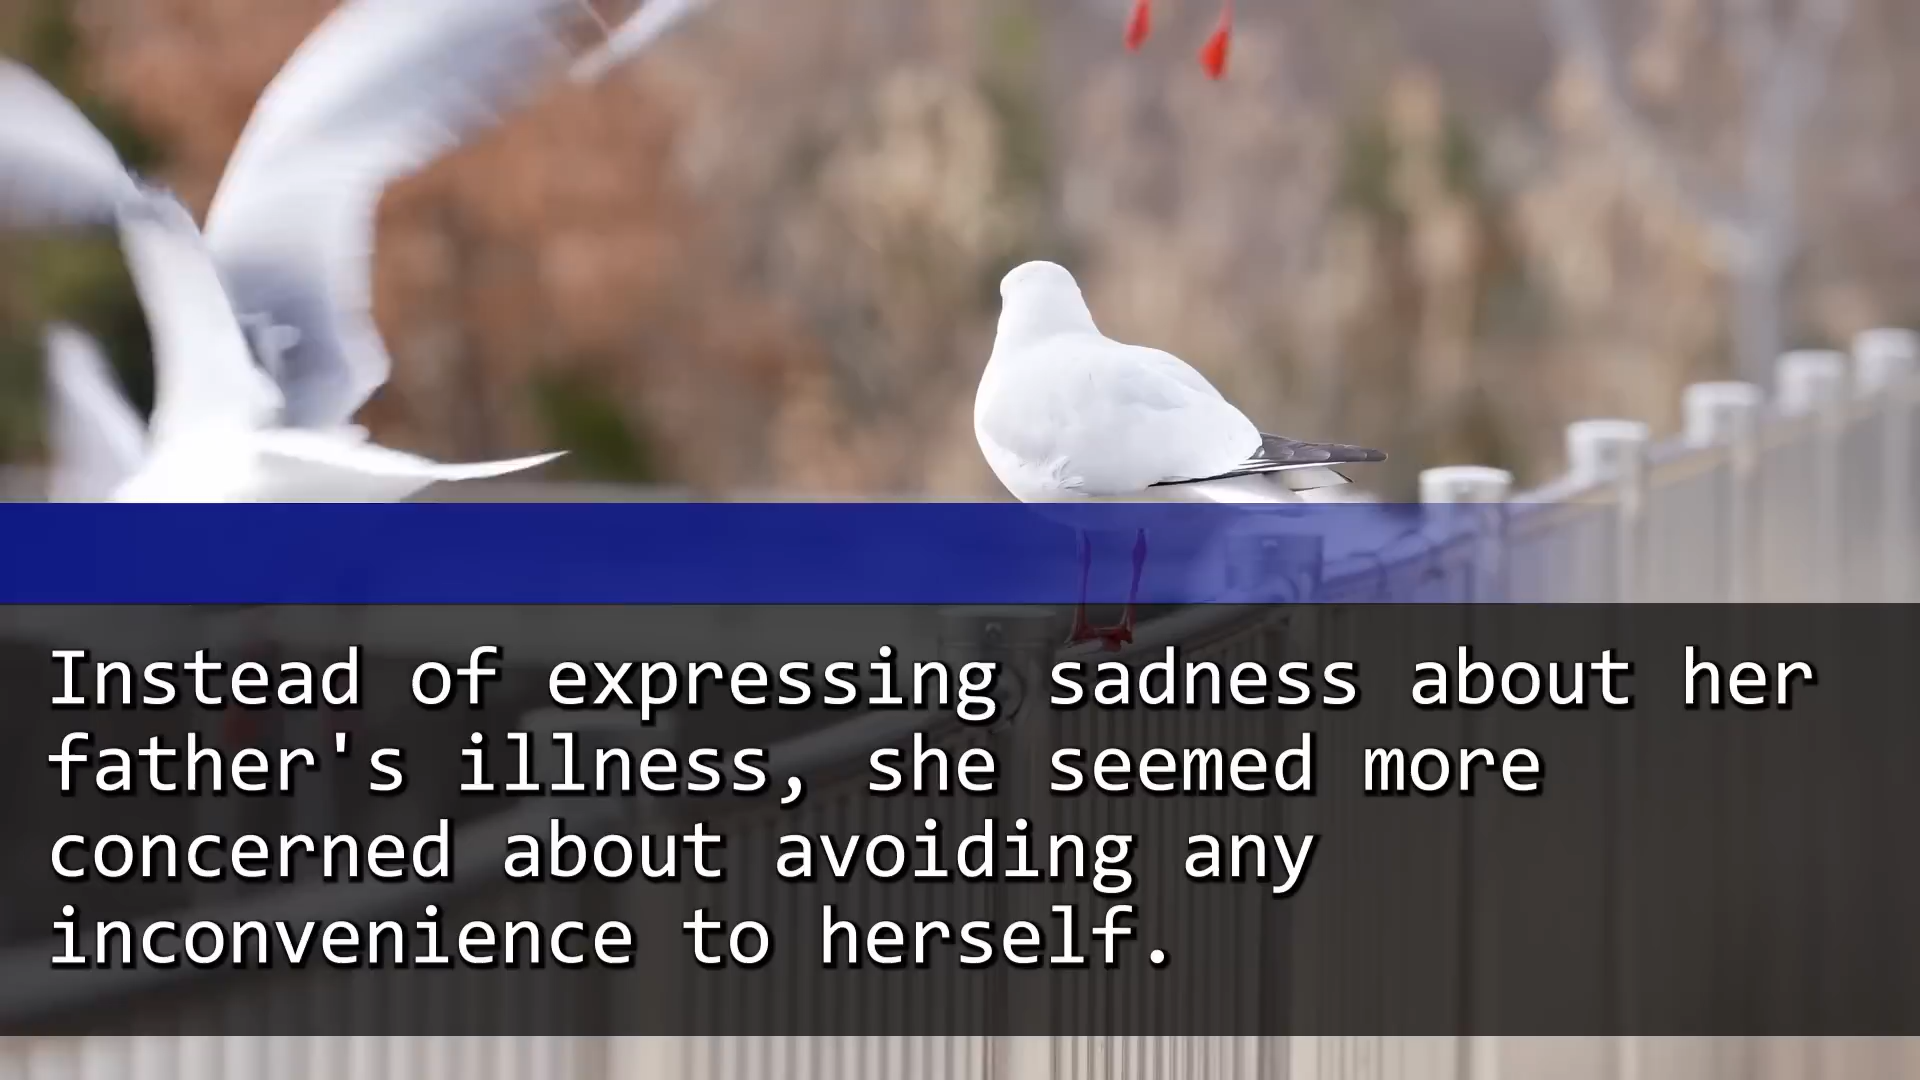 Instead of expressing sadness about her
father's illness, she seemed more
concerned about avoiding any
inconvenience to herself.